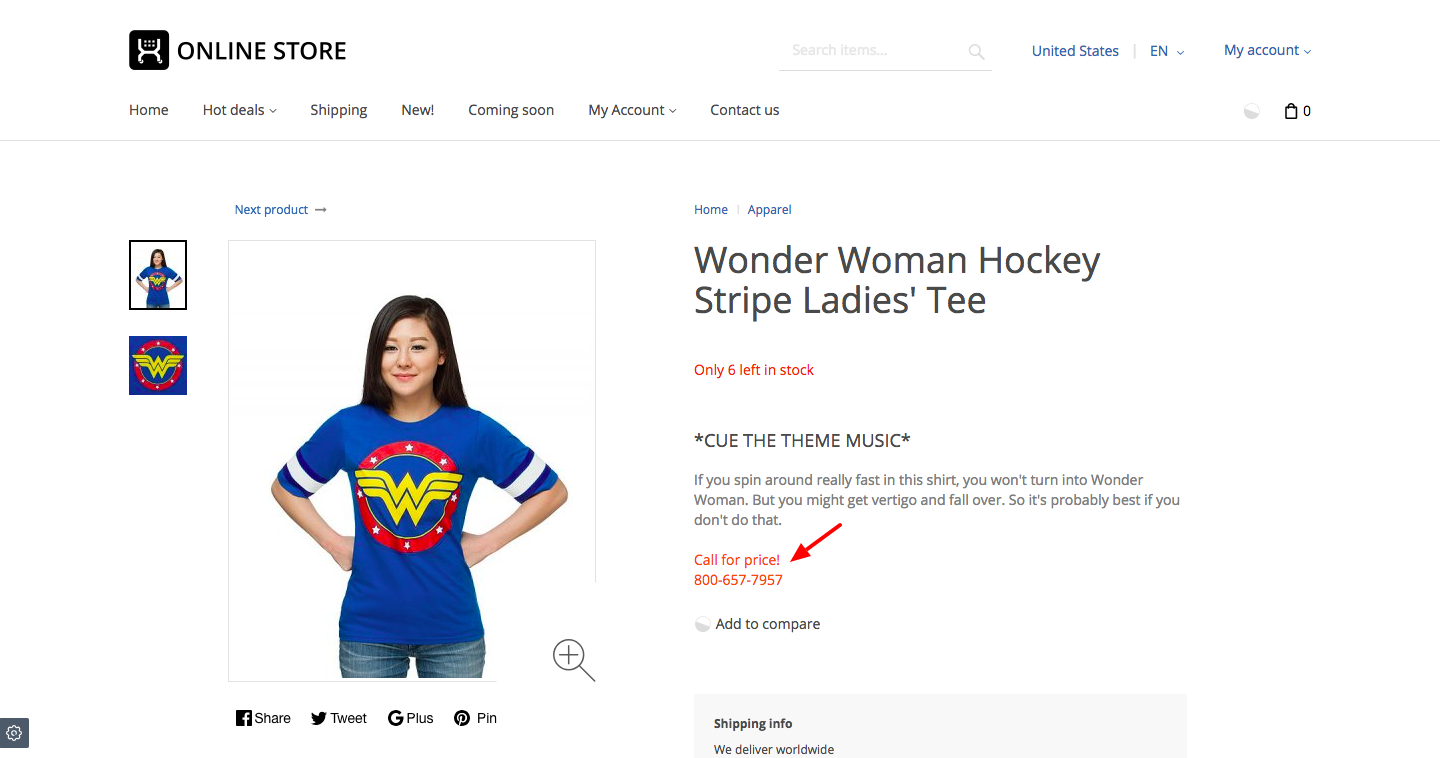 ONLINE STORE
Search items...
United States
EN
My account
Home
Hot deals
Shipping
New!
Coming soon
My Account
Contact us
0
Next product
Home
Apparel
Wonder Woman Hockey
Stripe Ladies' Tee
Only 6 left in stock
*CUE THE THEME MUSIC*
If you spin around really fast in this shirt, you won't turn into Wonder
Woman. But you might get vertigo and fall over. So it's probably best if you
don't do that.
Call for price!
800-657-7957
Add to compare
Share
Tweet
Plus
Pin
Shipping info
We deliver worldwide